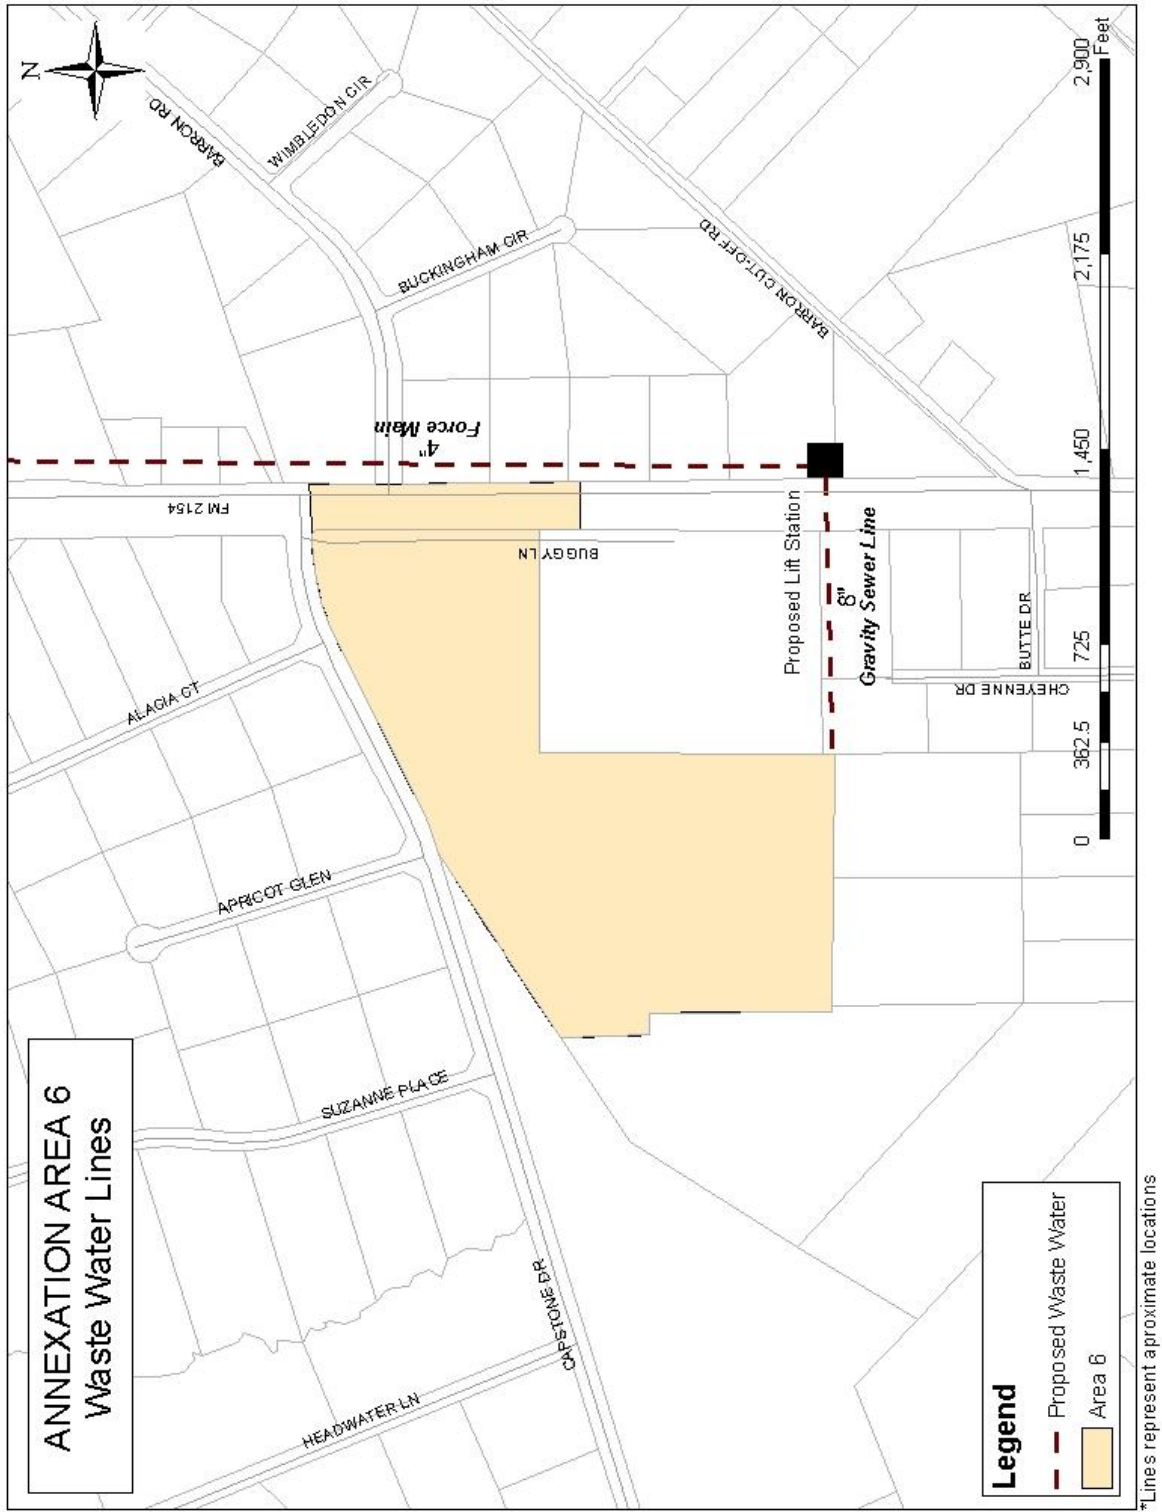 ANNEXATION AREA 6
Waste Water Lines
N
BARRON RD
WIMBLEDON CIR
BUCKINGHAM CIR
BARRON CUT-OFF RD
4"
Force Main
FM 2154
BUGGY LN
ALAGIA CT
APRICOT GLEN
SUZANNE PLACE
HEADWATER LN
CAPSTONE DR
Proposed Lift Station
8"
Gravity Sewer Line
BUTTE DR
CHEYENNE DR
Legend
Proposed Waste Water
Area 6
0 362.5 725 1,450 2,175 2,900
Feet
*Lines represent aproximate locations